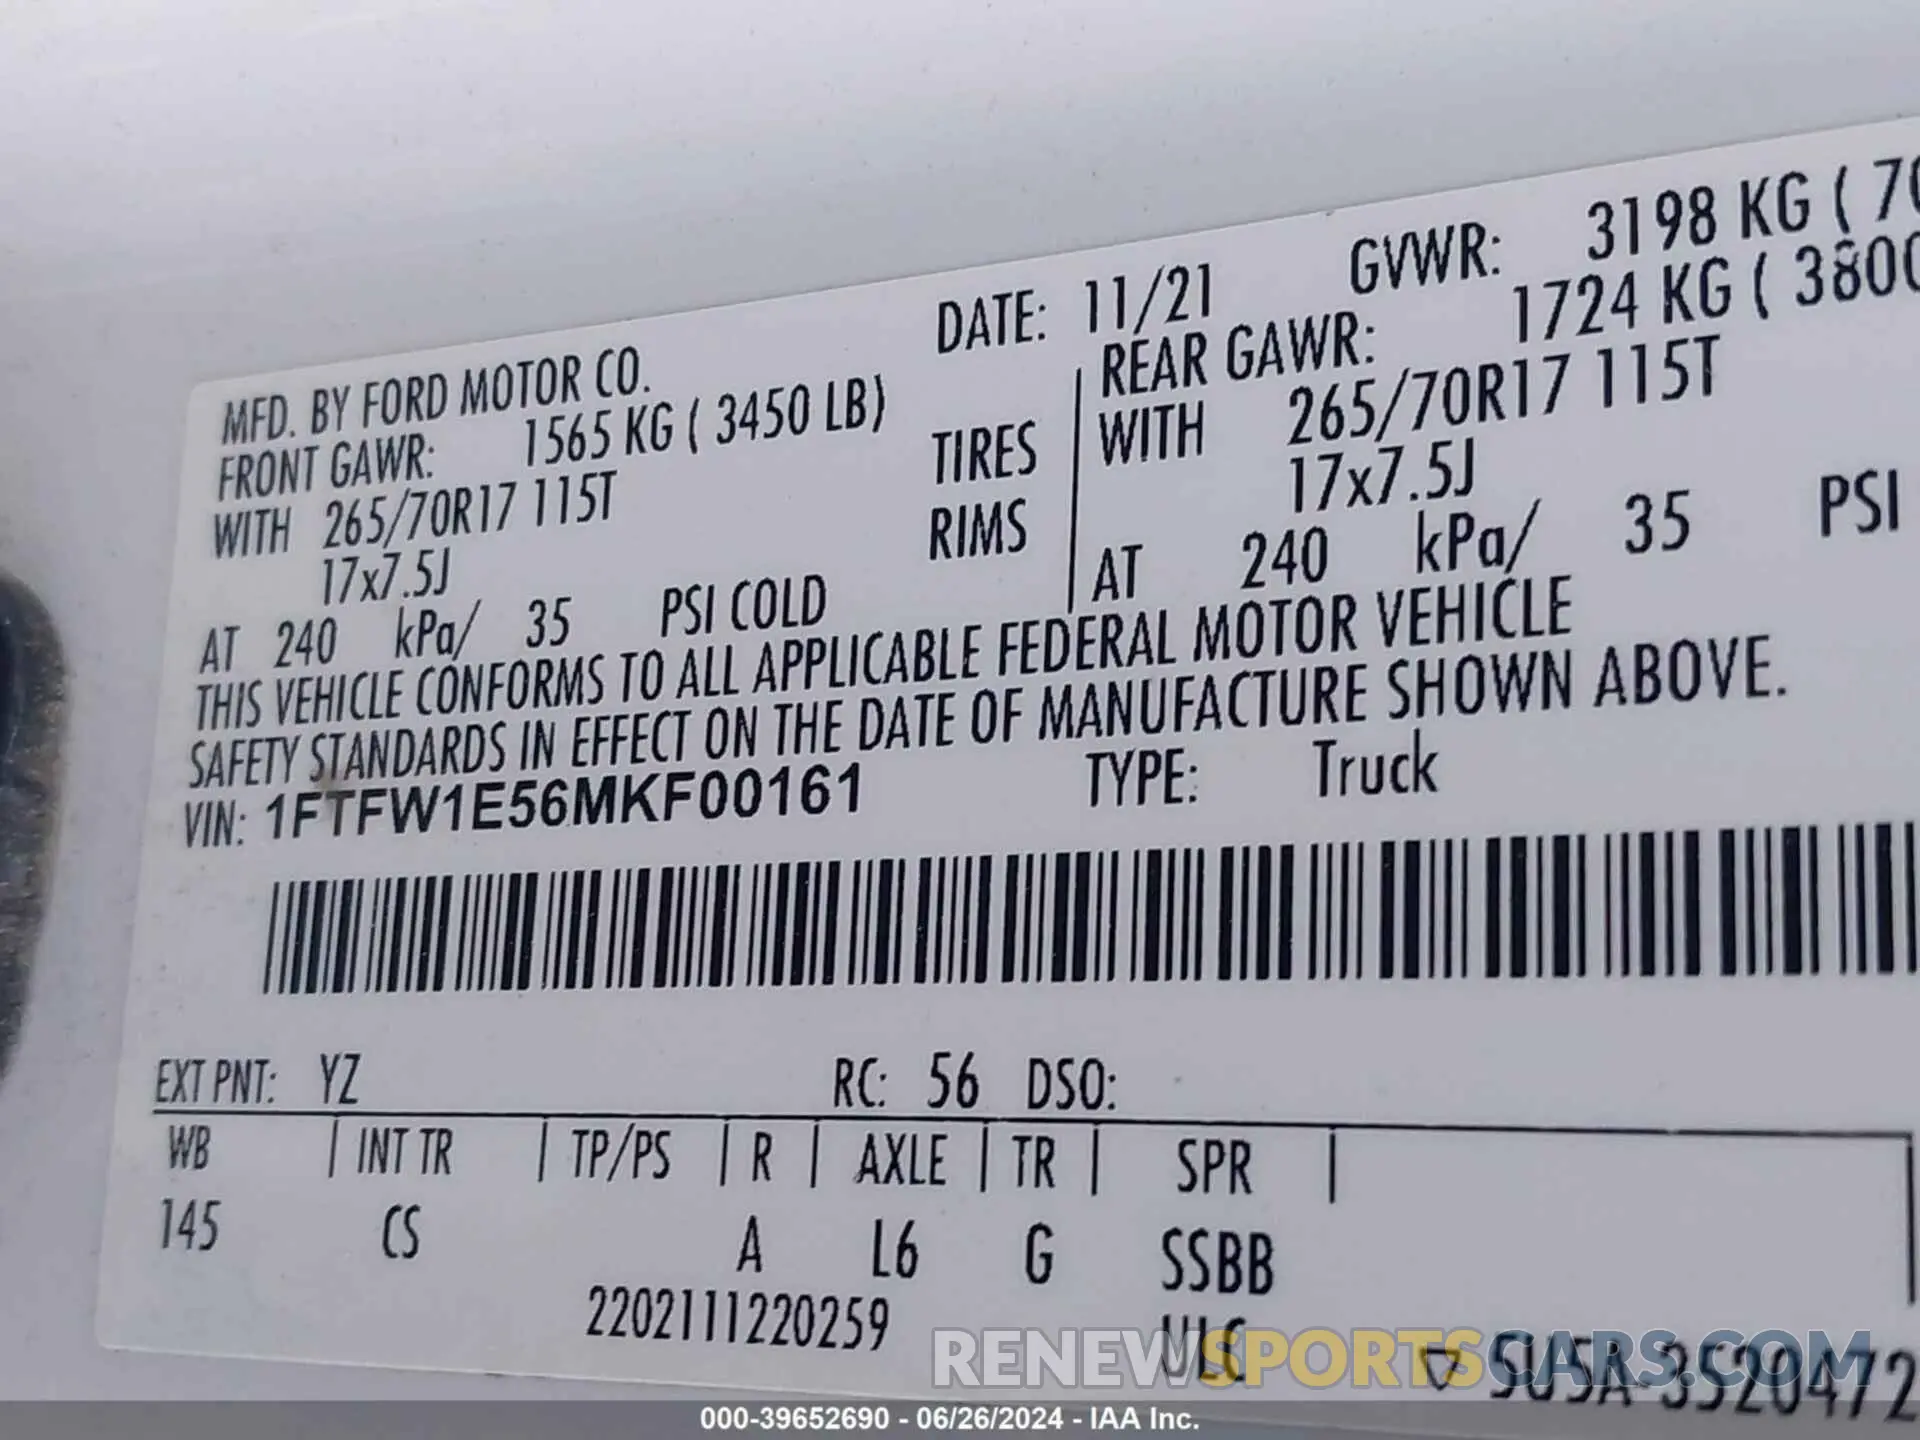 DATE: 11/21 GVWR: 3198 KG ( 70
MFD. BY FORD MOTOR CO.
FRONT GAWR: 1565 KG ( 3450 LB)
REAR GAWR: 1724 KG ( 3800
WITH 265/70R17 115T TIRES WITH 265/70R17 115T
17x7.5J RIMS 17x7.5J
AT 240 kPa/ 35 PSI COLD AT 240 kPa/ 35 PSI
THIS VEHICLE CONFORMS TO ALL APPLICABLE FEDERAL MOTOR VEHICLE
SAFETY STANDARDS IN EFFECT ON THE DATE OF MANUFACTURE SHOWN ABOVE.
VIN: 1FTFW1E56MKF00161 TYPE: Truck
EXT PNT: YZ RC: 56 DSO:
WB | INT TR | TP/PS | R | AXLE | TR | SPR |
145 CS A L6 G SSBB
2202111220259
ULC
5U5A-3520472
RENEWSPORTSCARS.COM
000-39652690 - 06/26/2024 - IAA Inc.